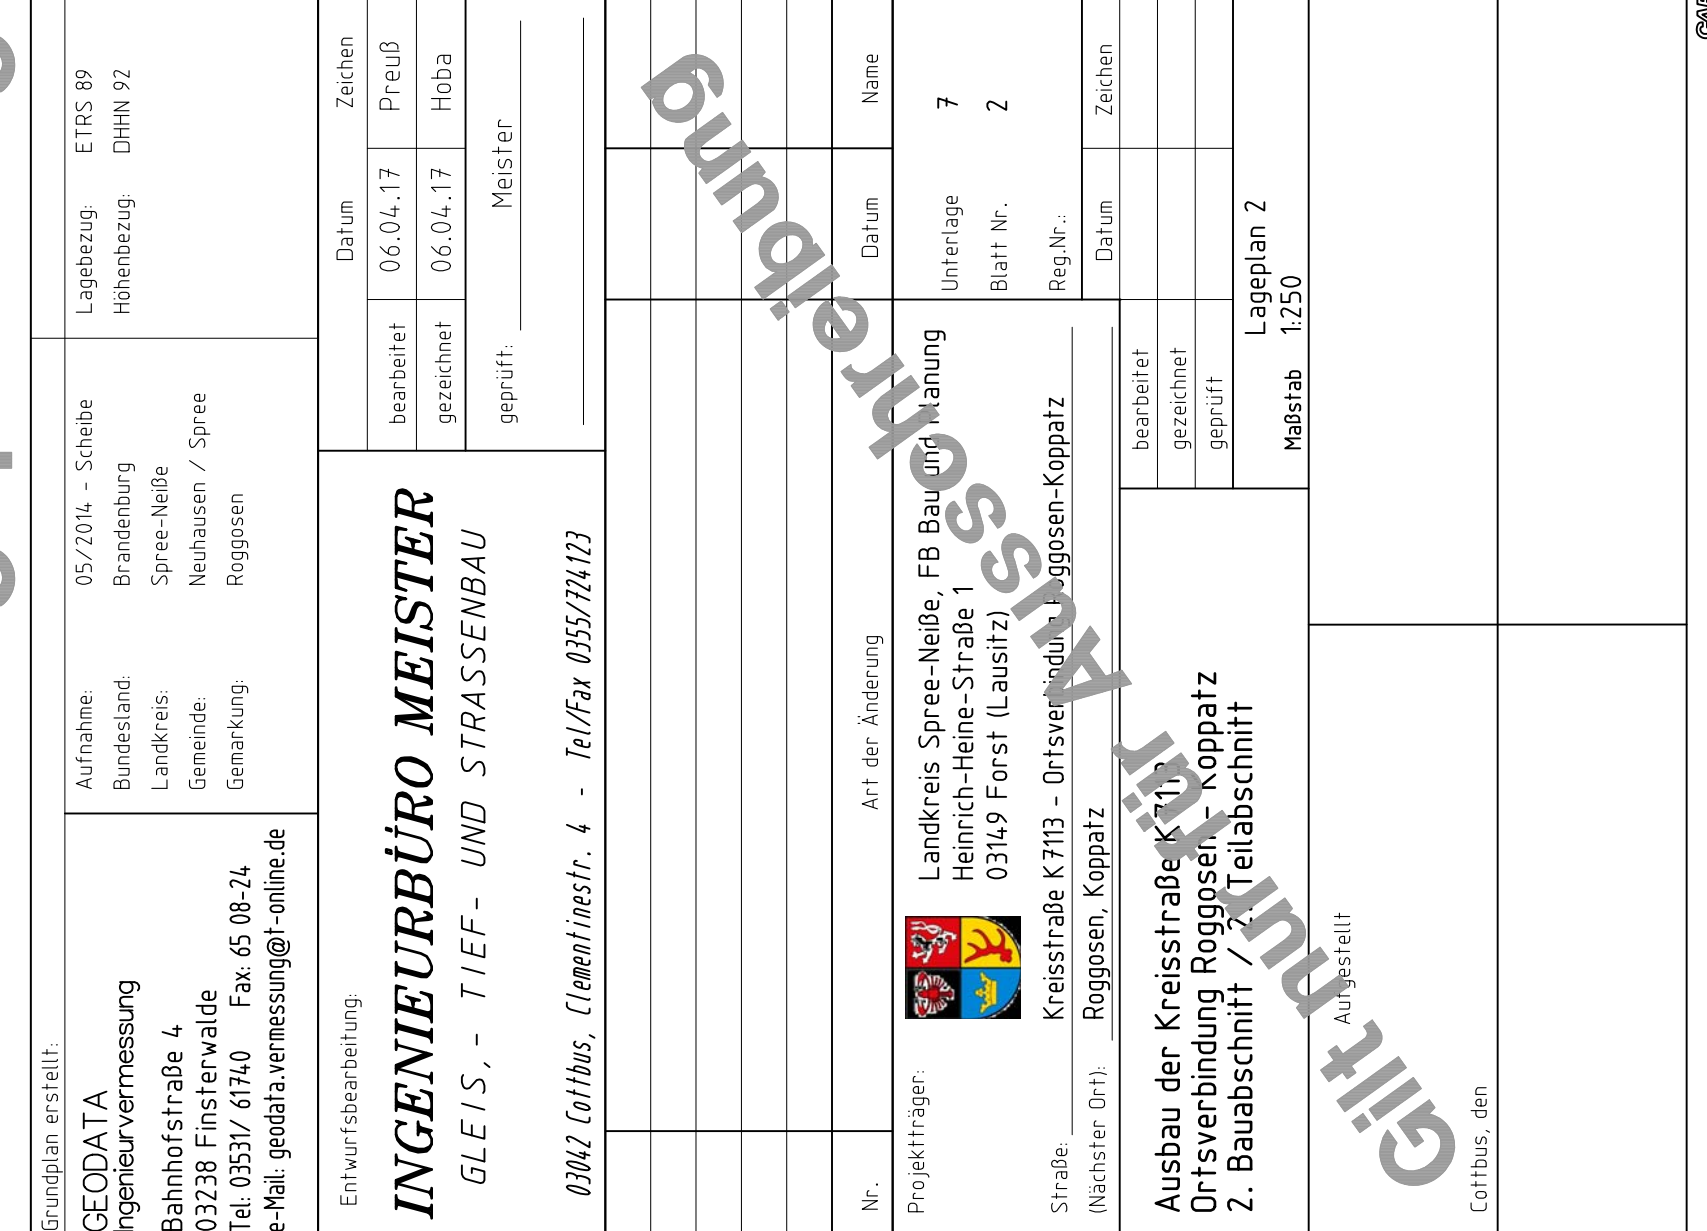 Grundplan erstellt:
GEODATA
Ingenieurvermessung
Bahnhofstraße 4
03238 Finsterwalde
Tel: 03531/ 61740 Fax: 65 08-24
e-Mail: geodata.vermessung@t-online.de
Aufnahme: 05/2014 - Scheibe
Bundesland: Brandenburg
Landkreis: Spree-Neiße
Gemeinde: Neuhausen / Spree
Gemarkung: Roggosen
Lagebezug: ETRS 89
Höhenbezug: DHHN 92
Entwurfsbearbeitung:
INGENIEURBÜRO MEISTER
GLEIS,- TIEF- UND STRASSENBAU
03042 Cottbus, Clementinestr. 4 - Tel/Fax 0355/724123
Datum Zeichen
bearbeitet 06.04.17 Preuß
gezeichnet 06.04.17 Hoba
geprüft: Meister
Nr. Art der Änderung Datum Name
Projektträger:
Landkreis Spree-Neiße, FB Bau und Planung
Heinrich-Heine-Straße 1
03149 Forst (Lausitz)
Straße: Kreisstraße K 7113 - Ortsverbindung Roggosen-Koppatz
(Nächster Ort): Roggosen, Koppatz
Unterlage 7
Blatt Nr. 2
Reg.Nr.:
Datum Zeichen
bearbeitet
gezeichnet
geprüft
Ausbau der Kreisstraße K 7113
Ortsverbindung Roggosen - Koppatz
2. Bauabschnitt / 2. Teilabschnitt
Lageplan 2
Maßstab 1:250
Aufgestellt
Cottbus, den
Gilt nur für Ausschreibung